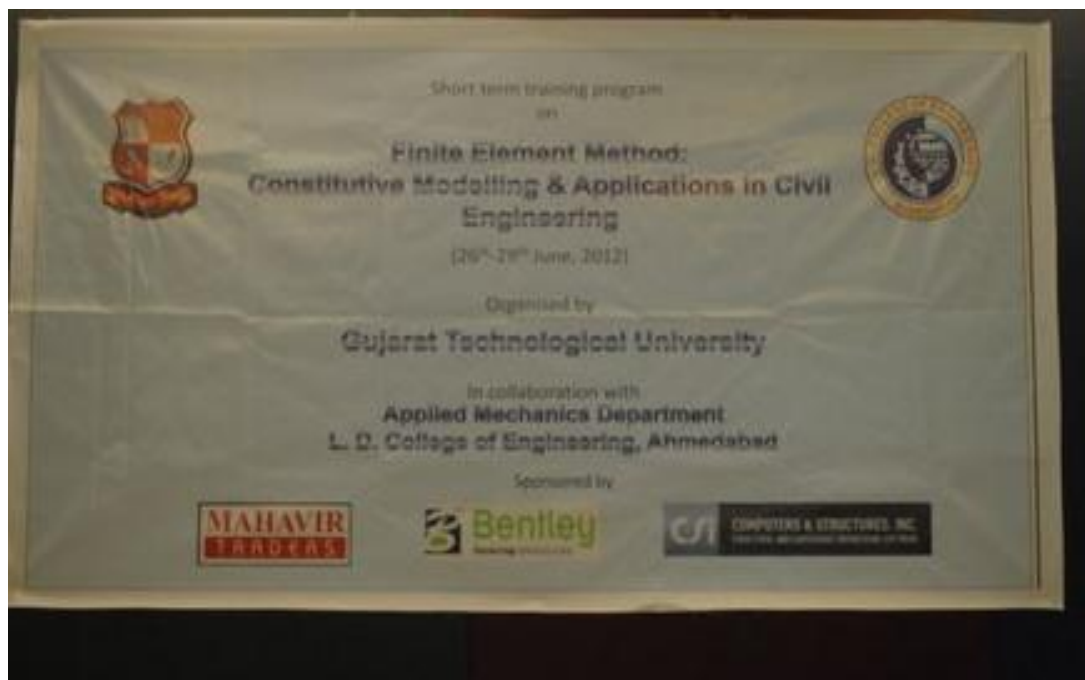 Short term training program
on
Finite Element Method:
Constitutive Modelling & Applications in Civil
Engineering
(26th-29th June, 2012)
Organised by
Gujarat Technological University
In collaboration with
Applied Mechanics Department
L. D. College of Engineering, Ahmedabad
Sponsored by
MAHAVIR
TRADERS
Bentley
CSI COMPUTERS & STRUCTURES, INC.